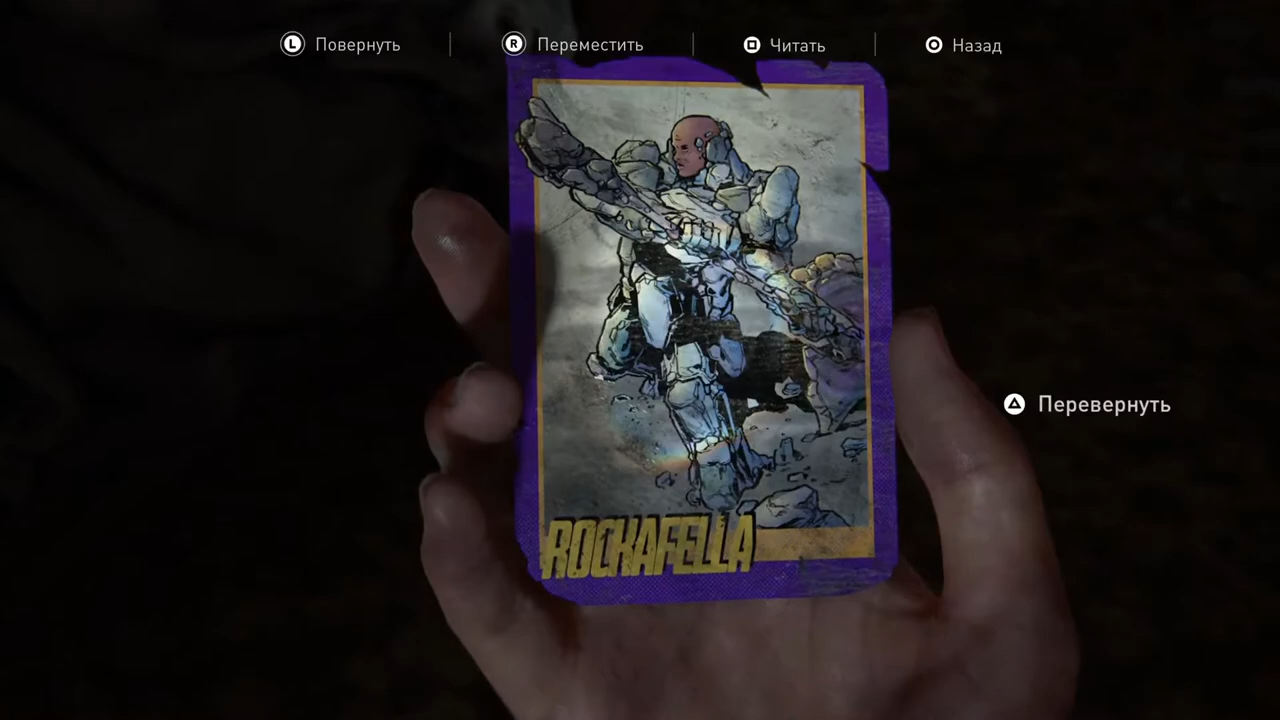 L Повернуть
R Переместить
Читать
Назад
Перевернуть
ROCKAFELLA